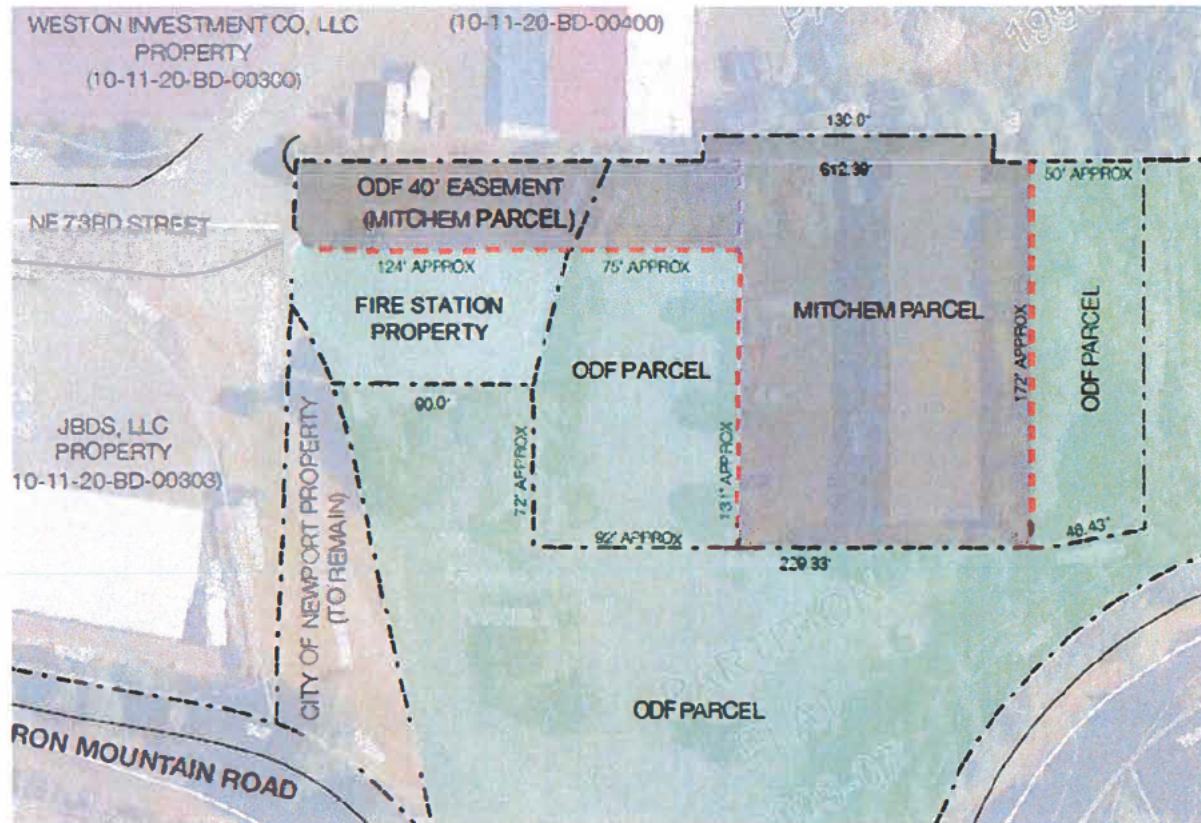 WESTON INVESTMENT CO, LLC
PROPERTY
(10-11-20-BD-00300)
(10-11-20-BD-00400)
130.0'
612.39'
50' APPROX
ODF 40' EASEMENT
(MITCHEM PARCEL)
NE 73RD STREET
124' APPROX
75' APPROX
FIRE STATION
PROPERTY
MITCHEM PARCEL
172' APPROX
ODF PARCEL
ODF PARCEL
90.0'
JBDS, LLC
PROPERTY
10-11-20-BD-00303)
72' APPROX
131' APPROX
92' APPROX
229.33'
48.43'
CITY OF NEWPORT PROPERTY
(TO REMAIN)
PARTITION
ODF PARCEL
RON MOUNTAIN ROAD